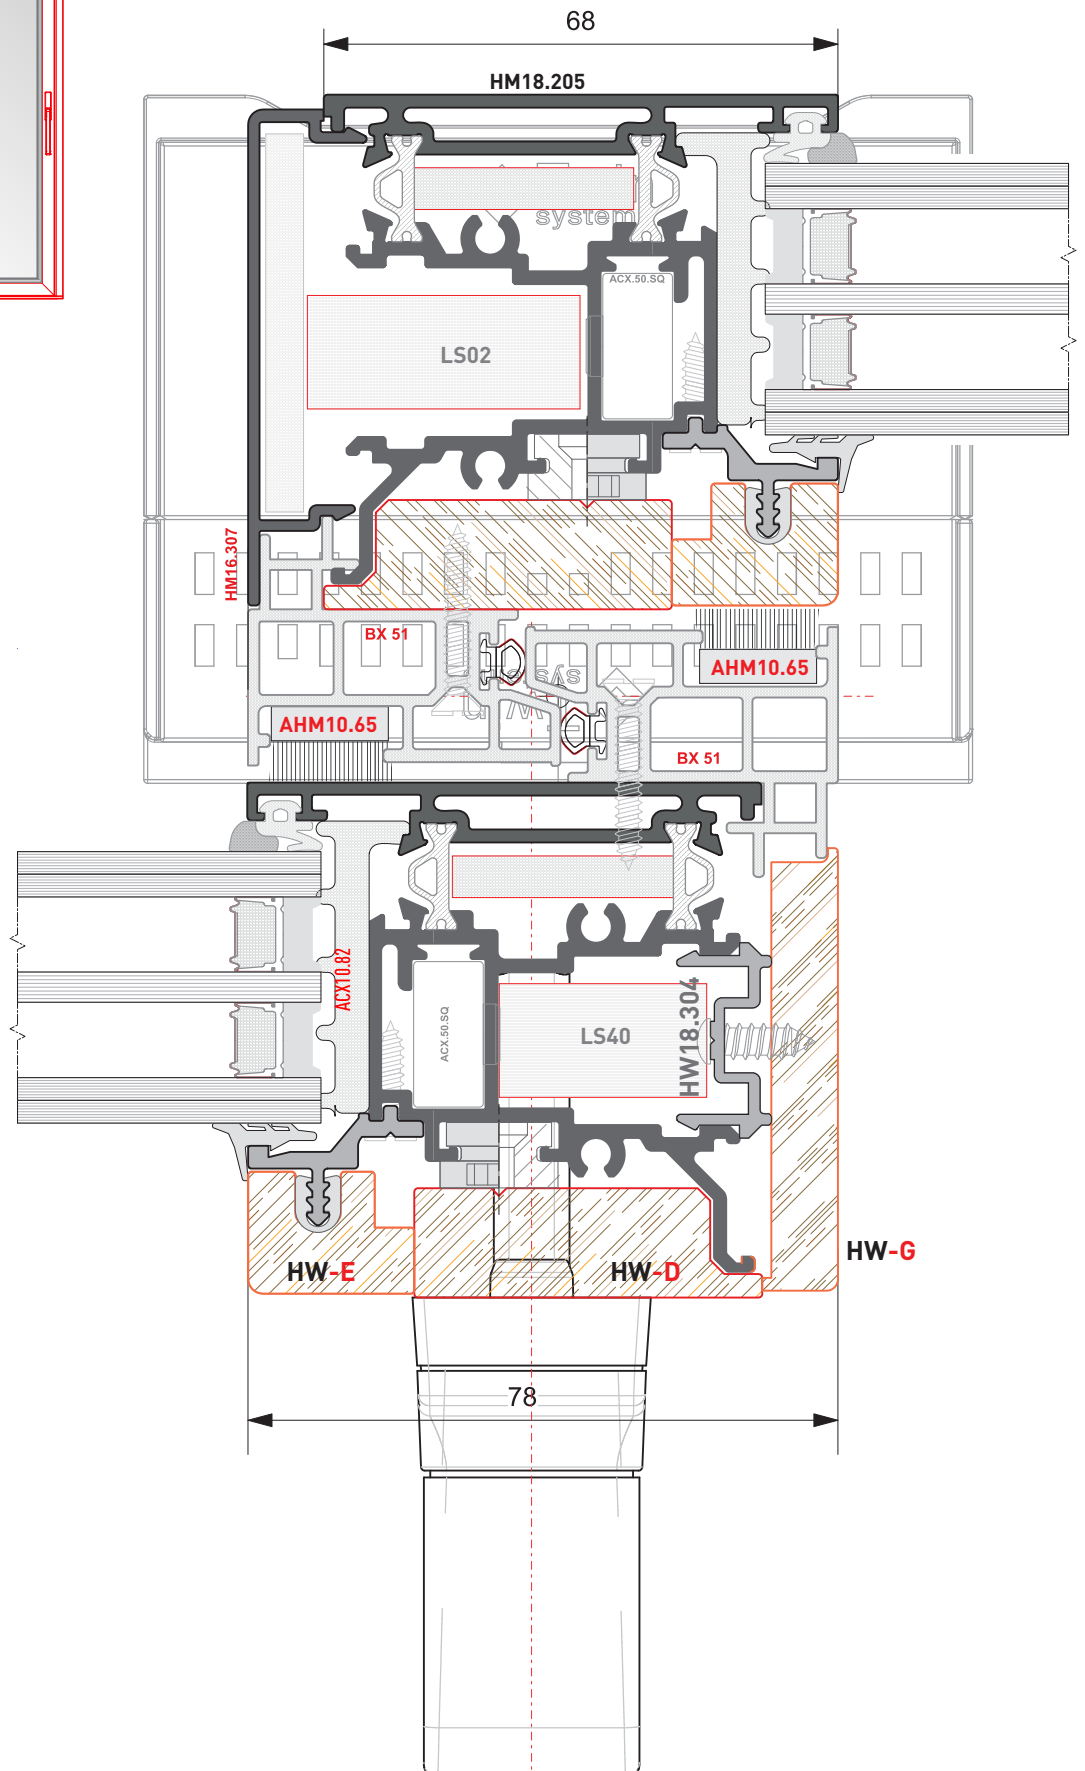 68
HM18.205
system
ACX.50.SQ
LS02
HM16.307
BX 51
AHM10.65
AHM10.65
BX 51
ACX10.82
ACX.50.SQ
LS40
HW18.304
HW-E
HW-D
HW-G
78